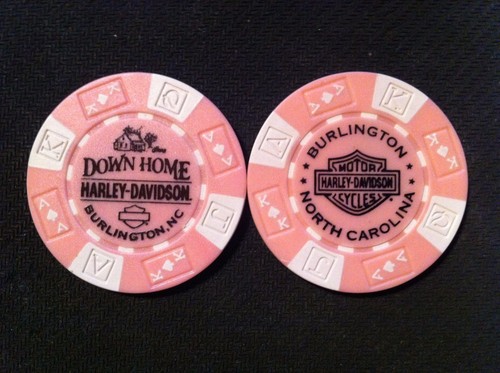 DOWN HOME
HARLEY-DAVIDSON
BURLINGTON, NC
BURLINGTON
MOTOR
HARLEY-DAVIDSON
CYCLES
NORTH CAROLINA